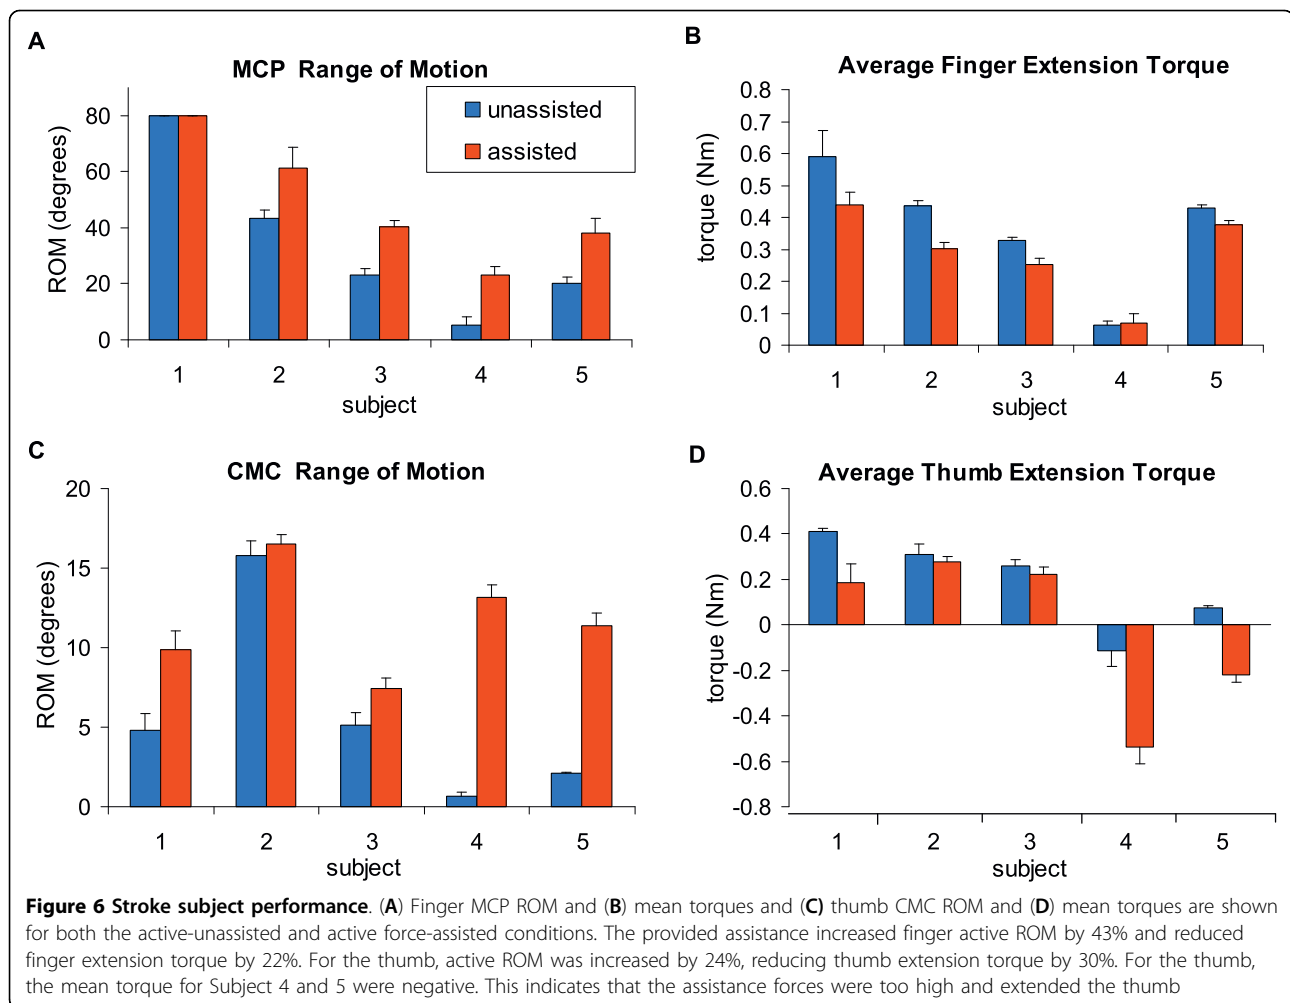 A
MCP Range of Motion
unassisted
assisted
ROM (degrees)
80
60
40
20
0
1 2 3 4 5
subject
B
Average Finger Extension Torque
torque (Nm)
0.8
0.7
0.6
0.5
0.4
0.3
0.2
0.1
0
1 2 3 4 5
subject
C
CMC Range of Motion
ROM (degrees)
20
15
10
5
0
1 2 3 4 5
subject
D
Average Thumb Extension Torque
torque (Nm)
0.6
0.4
0.2
0
-0.2
-0.4
-0.6
-0.8
1 2 3 4 5
subject
Figure 6 Stroke subject performance. (A) Finger MCP ROM and (B) mean torques and (C) thumb CMC ROM and (D) mean torques are shown
for both the active-unassisted and active force-assisted conditions. The provided assistance increased finger active ROM by 43% and reduced
finger extension torque by 22%. For the thumb, active ROM was increased by 24%, reducing thumb extension torque by 30%. For the thumb,
the mean torque for Subject 4 and 5 were negative. This indicates that the assistance forces were too high and extended the thumb